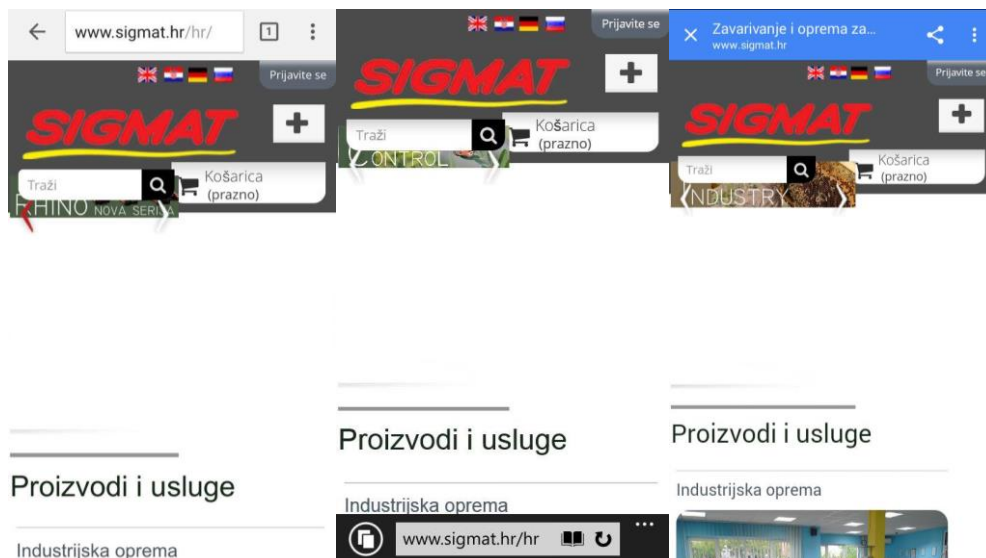 www.sigmat.hr/hr/
1
Prijavite se
SIGMAT
Traži
Košarica
(prazno)
RHINO NOVA SERIJA
Proizvodi i usluge
Industrijska oprema
Prijavite se
SIGMAT
Traži
Košarica
(prazno)
CONTROL
Proizvodi i usluge
Industrijska oprema
www.sigmat.hr/hr
Zavarivanje i oprema za...
www.sigmat.hr
Prijavite se
SIGMAT
Traži
Košarica
(prazno)
INDUSTRY
Proizvodi i usluge
Industrijska oprema